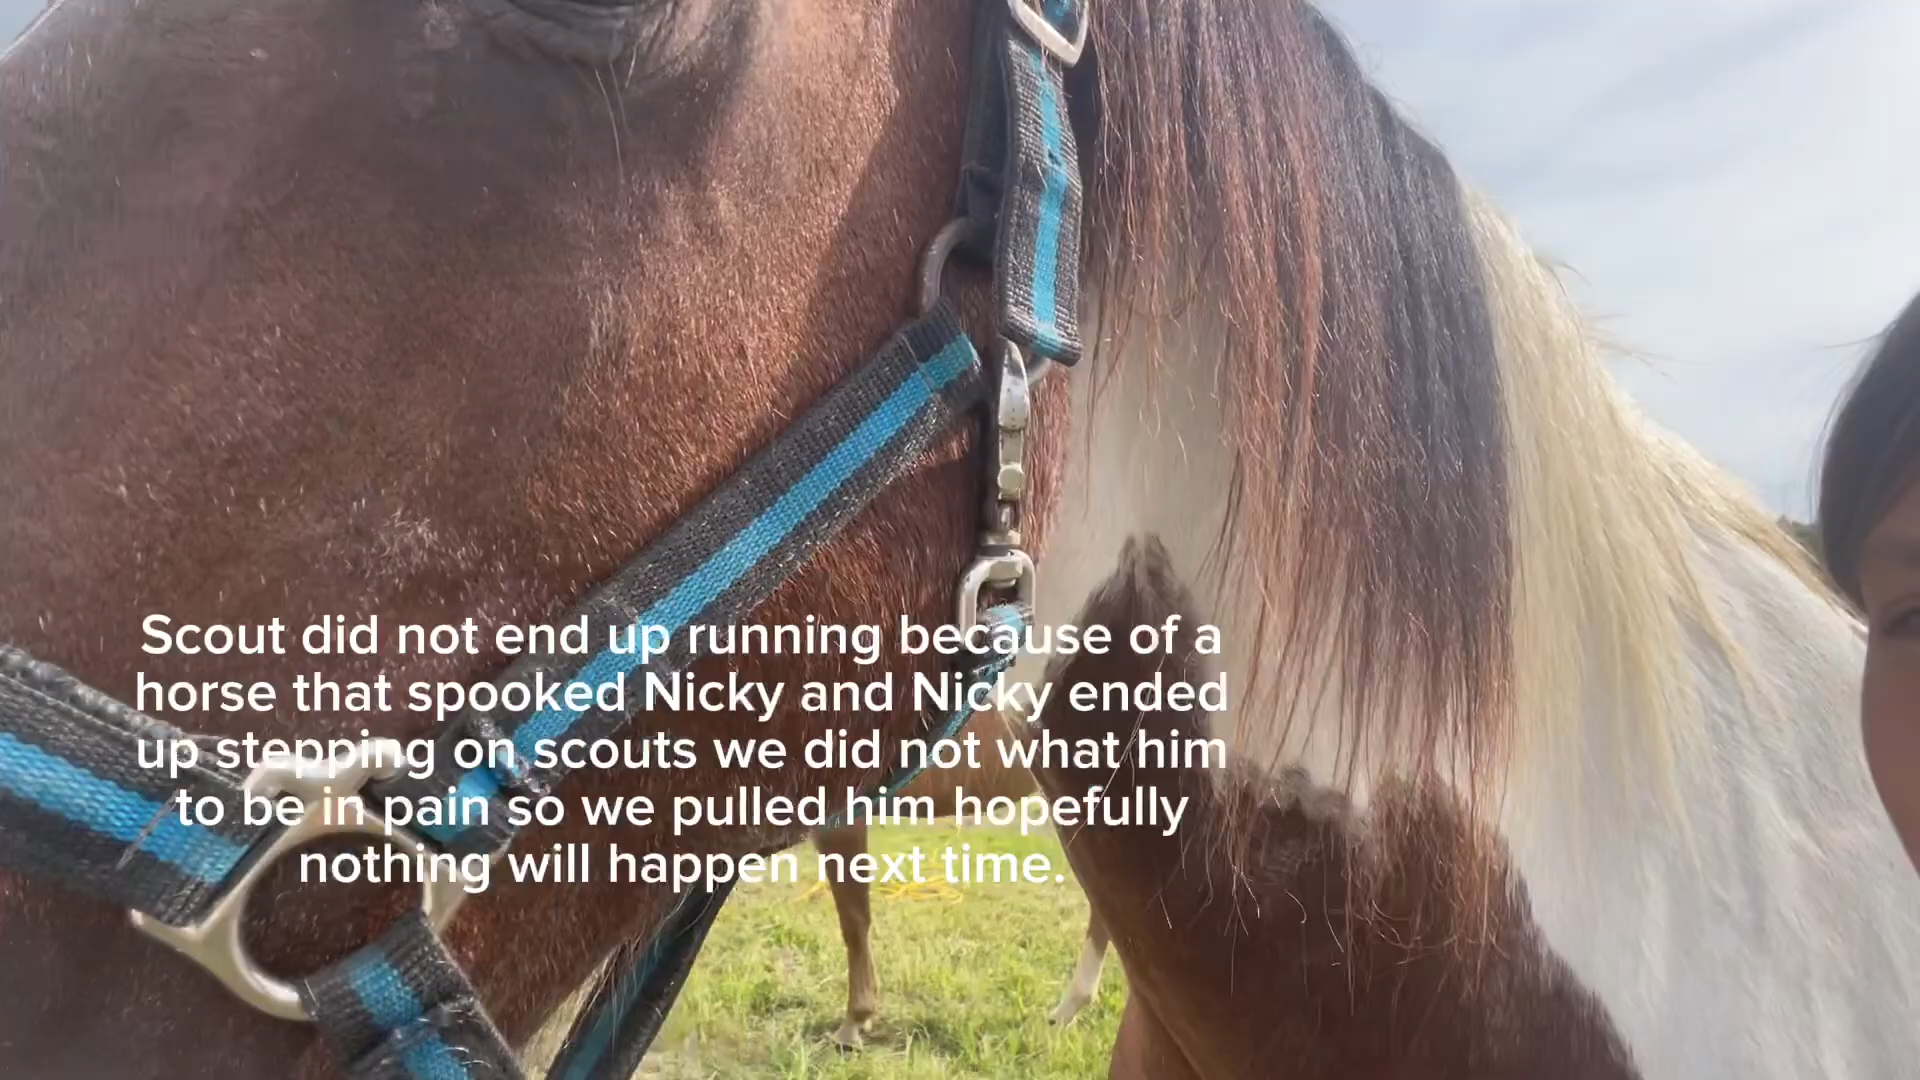 Scout did not end up running because of a
horse that spooked Nicky and Nicky ended
up stepping on scouts we did not what him
to be in pain so we pulled him hopefully
nothing will happen next time.